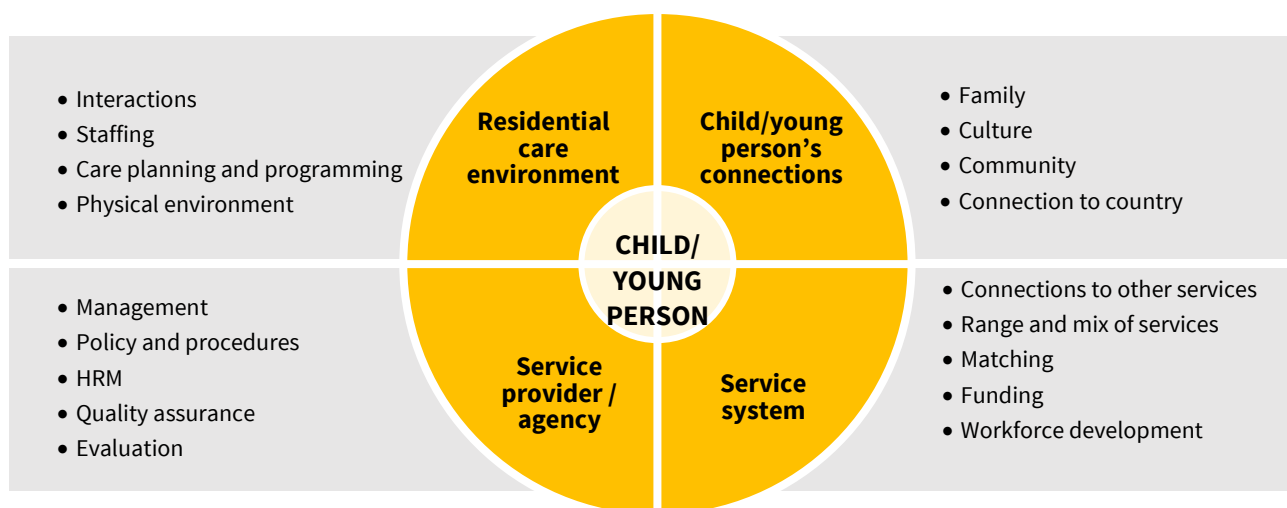 • Interactions
• Staffing
• Care planning and programming
• Physical environment
Residential
care
environment
Child/young
person’s
connections
• Family
• Culture
• Community
• Connection to country
CHILD/
YOUNG
PERSON
• Management
• Policy and procedures
• HRM
• Quality assurance
• Evaluation
Service
provider /
agency
Service
system
• Connections to other services
• Range and mix of services
• Matching
• Funding
• Workforce development